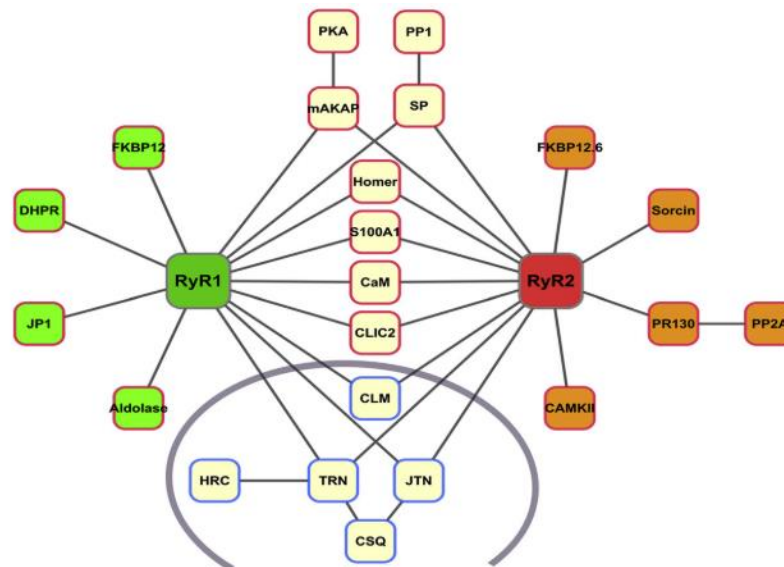 PKA
PP1
mAKAP
SP
FKBP12
FKBP12.6
Homer
DHPR
Sorcin
S100A1
RyR1
CaM
RyR2
JP1
CLIC2
PR130
PP2A
CLM
Aldolase
CAMKII
HRC
TRN
JTN
CSQ